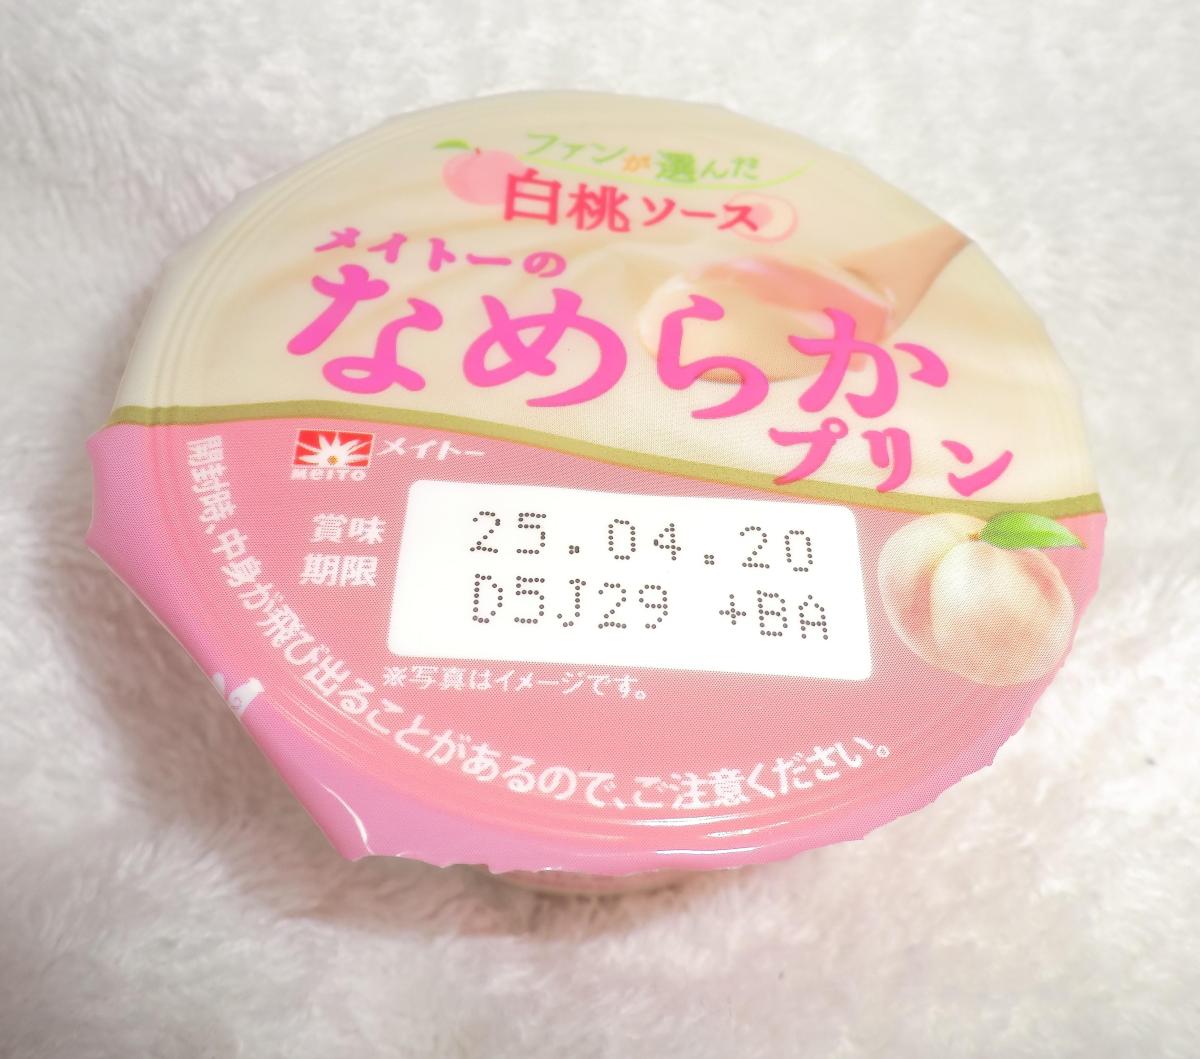 ファンが選んだ
白桃ソース
メイトーの
なめらか
プリン
MEITO
メイトー
賞味
期限
25.04.20
D5J29 +BA
※写真はイメージです。
開封時、中身が飛び出ることがあるので、ご注意ください。